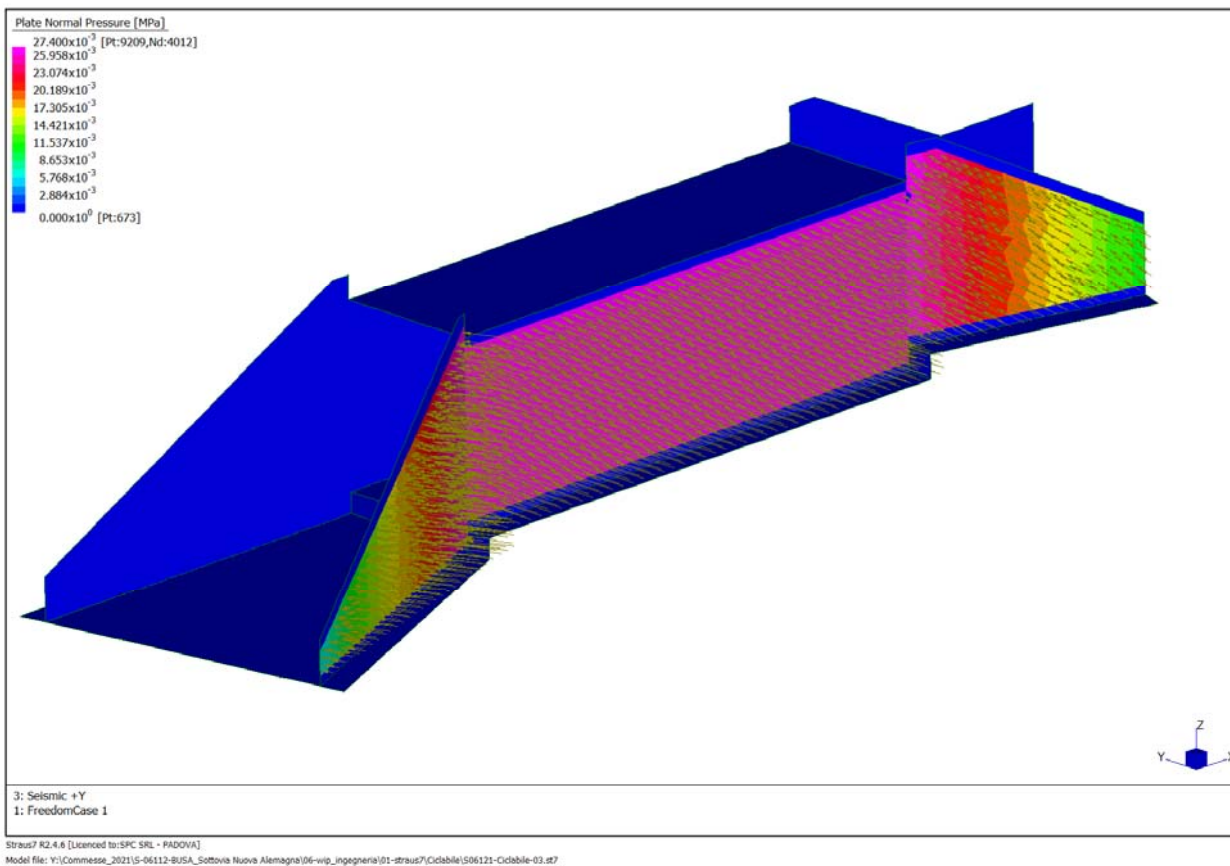 Plate Normal Pressure [MPa]
27.400x10⁻³ [Pt:9209,Nd:4012]
25.958x10⁻³
23.074x10⁻³
20.189x10⁻³
17.305x10⁻³
14.421x10⁻³
11.537x10⁻³
8.653x10⁻³
5.768x10⁻³
2.884x10⁻³
0.000x10⁰ [Pt:673]
Z
Y X
3: Seismic +Y
1: FreedomCase 1
Straus7 R2.4.6 [Licenced to:SPC SRL - PADOVA]
Model file: Y:\Commesse_2021\S-06112-BUSA_Sottovia Nuova Alemagna\06-wip_ingegneria\01-straus7\Ciclabile\S06121-Ciclabile-03.st7